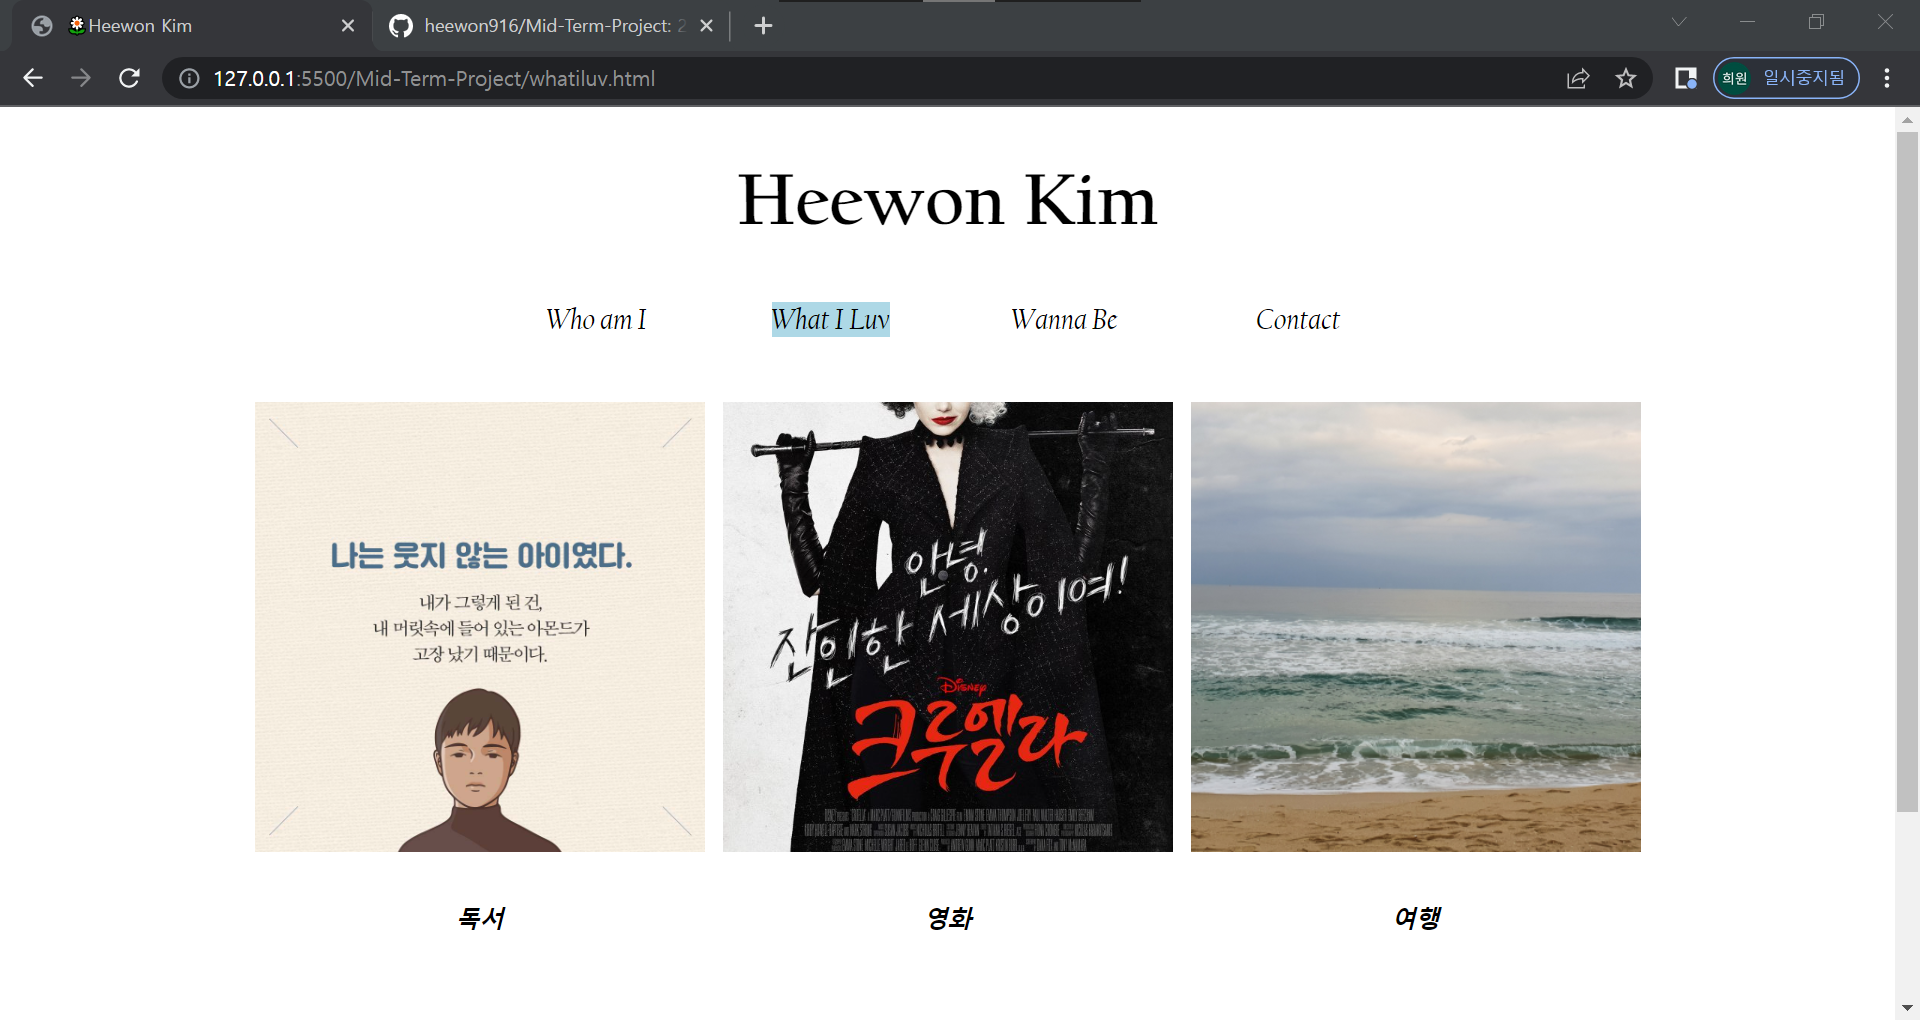 Heewon Kim
heewon916/Mid-Term-Project: 2
127.0.0.1:5500/Mid-Term-Project/whatiluv.html
희원 일시중지됨
Heewon Kim
Who am I What I Luv Wanna Be Contact
나는 웃지 않는 아이였다.
내가 그렇게 된 건,
내 머릿속에 들어 있는 아몬드가
고장 났기 때문이다.
안녕.
잔인한 세상이여!
Disney
크루엘라
독서 영화 여행